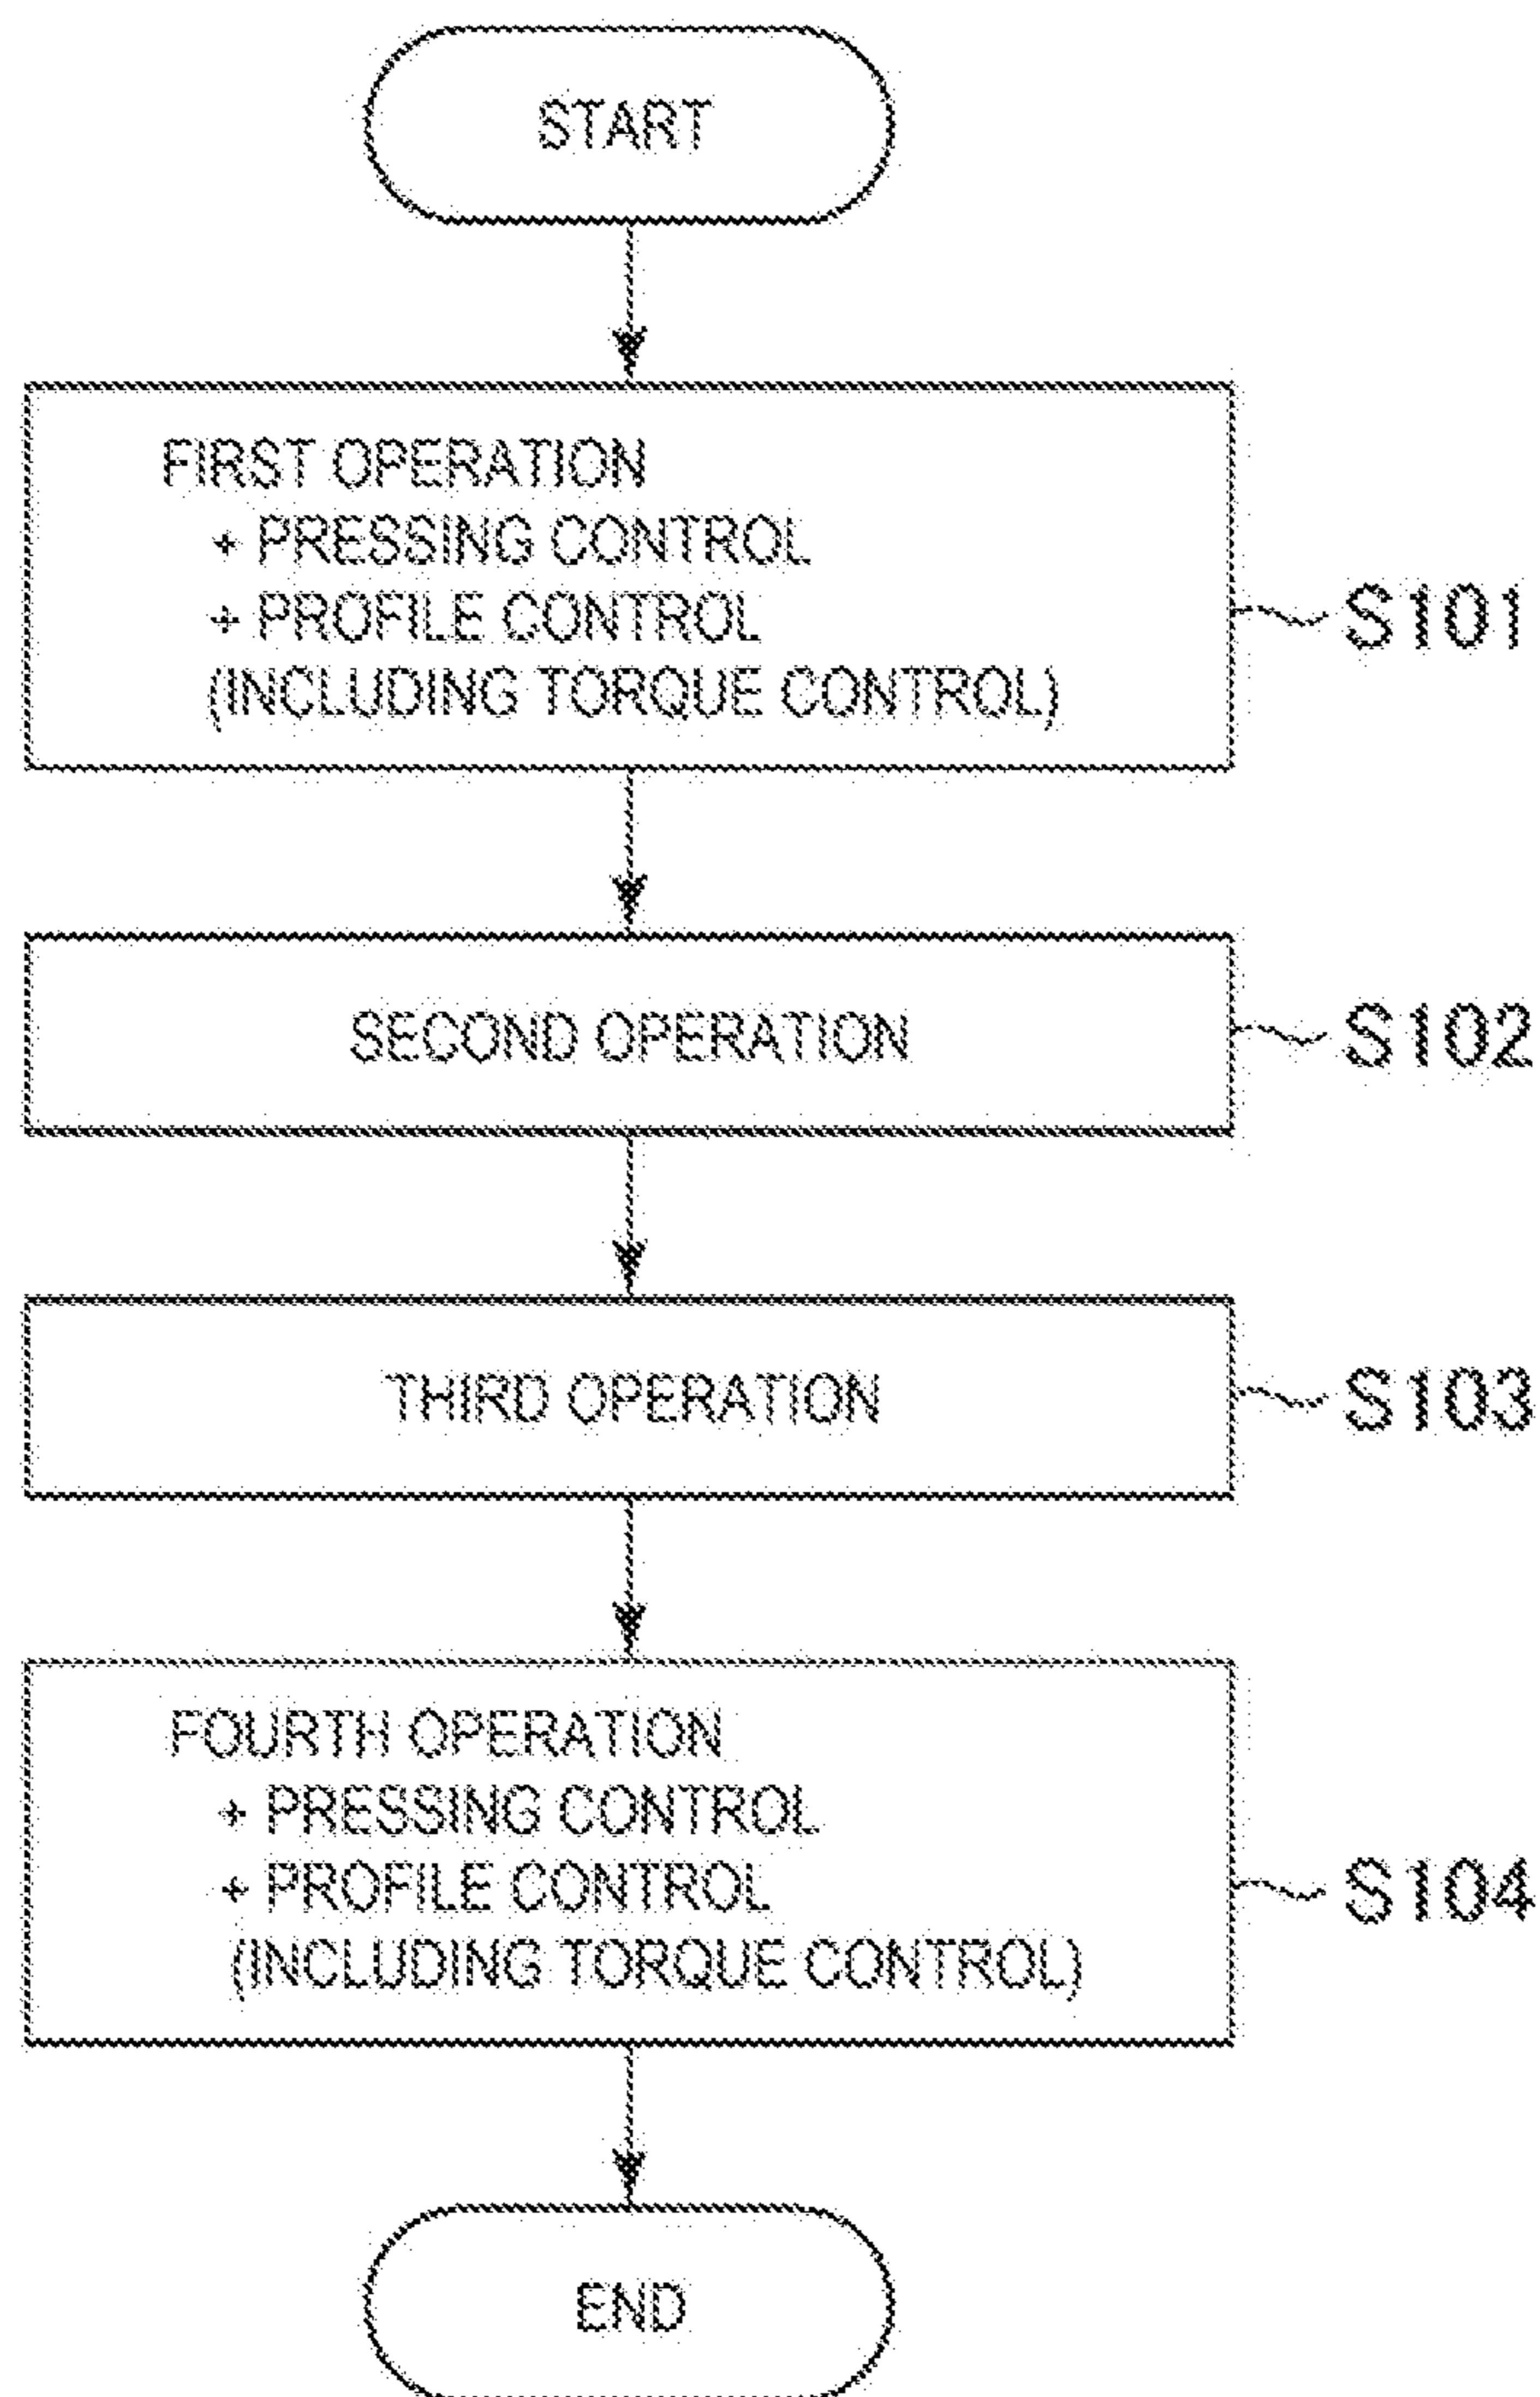 START
FIRST OPERATION
+ PRESSING CONTROL
+ PROFILE CONTROL
(INCLUDING TORQUE CONTROL)
S101
SECOND OPERATION
S102
THIRD OPERATION
S103
FOURTH OPERATION
+ PRESSING CONTROL
+ PROFILE CONTROL
(INCLUDING TORQUE CONTROL)
S104
END